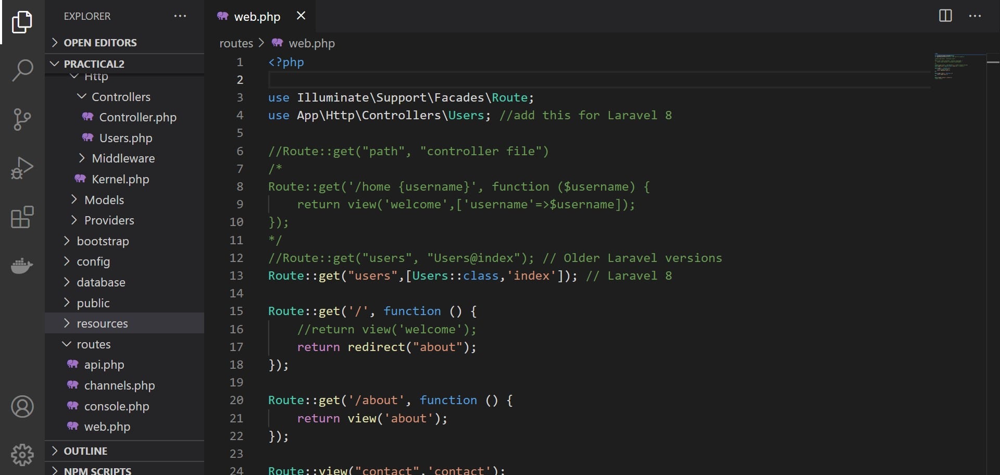 EXPLORER
OPEN EDITORS
PRACTICAL2
Http
Controllers
Controller.php
Users.php
Middleware
Kernel.php
Models
Providers
bootstrap
config
database
public
resources
routes
api.php
channels.php
console.php
web.php
OUTLINE
NPM SCRIPTS
web.php
routes > web.php
1 <?php
2
3 use Illuminate\Support\Facades\Route;
4 use App\Http\Controllers\Users; //add this for Laravel 8
5
6 //Route::get("path", "controller file")
7 /*
8 Route::get('/home {username}', function ($username) {
9     return view('welcome',['username'=>$username]);
10 });
11 */
12 //Route::get("users", "Users@index"); // Older Laravel versions
13 Route::get("users",[Users::class,'index']); // Laravel 8
14
15 Route::get('/', function () {
16     //return view('welcome');
17     return redirect("about");
18 });
19
20 Route::get('/about', function () {
21     return view('about');
22 });
23
24 Route::view("contact",'contact');